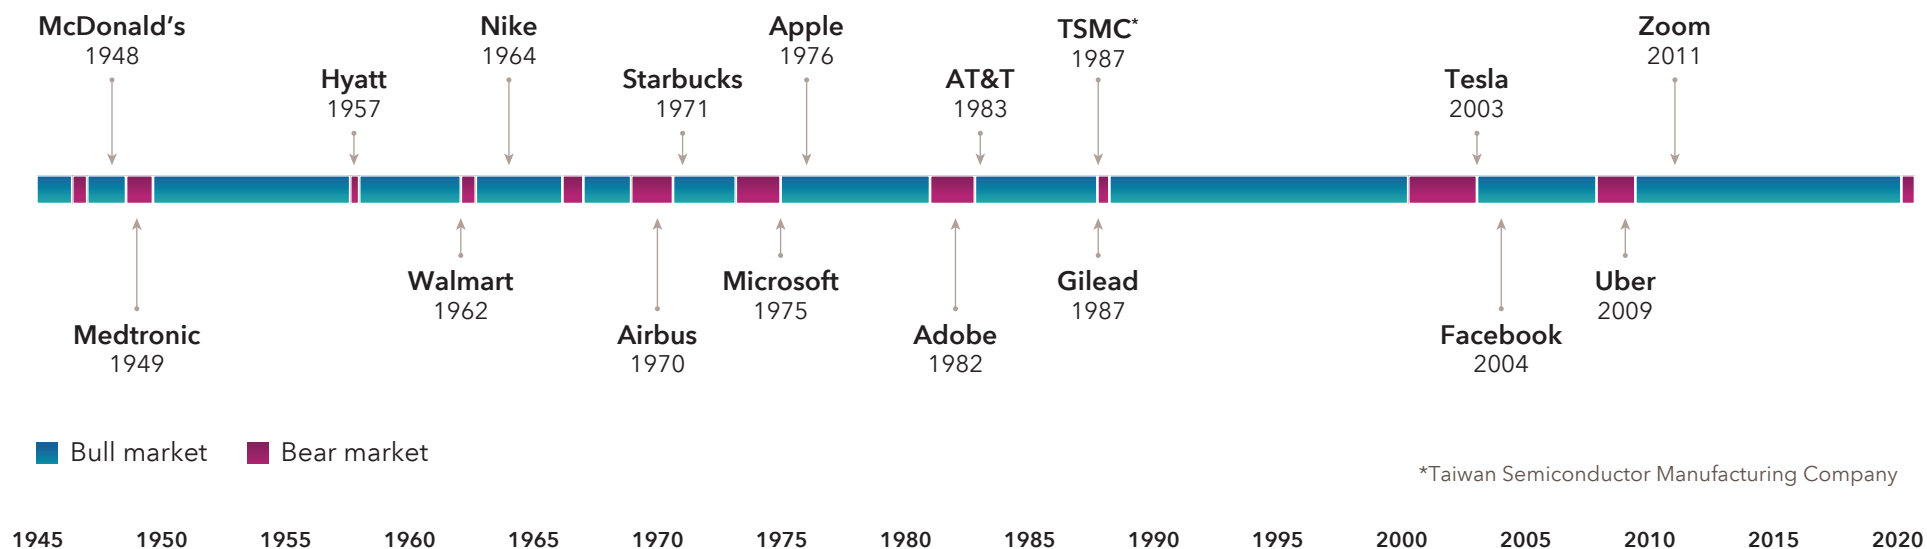 McDonald's
1948
Nike
1964
Apple
1976
TSMC*
1987
Zoom
2011
Hyatt
1957
Starbucks
1971
AT&T
1983
Tesla
2003
Walmart
1962
Microsoft
1975
Gilead
1987
Uber
2009
Medtronic
1949
Airbus
1970
Adobe
1982
Facebook
2004
Bull market
Bear market
*Taiwan Semiconductor Manufacturing Company
1945 1950 1955 1960 1965 1970 1975 1980 1985 1990 1995 2000 2005 2010 2015 2020